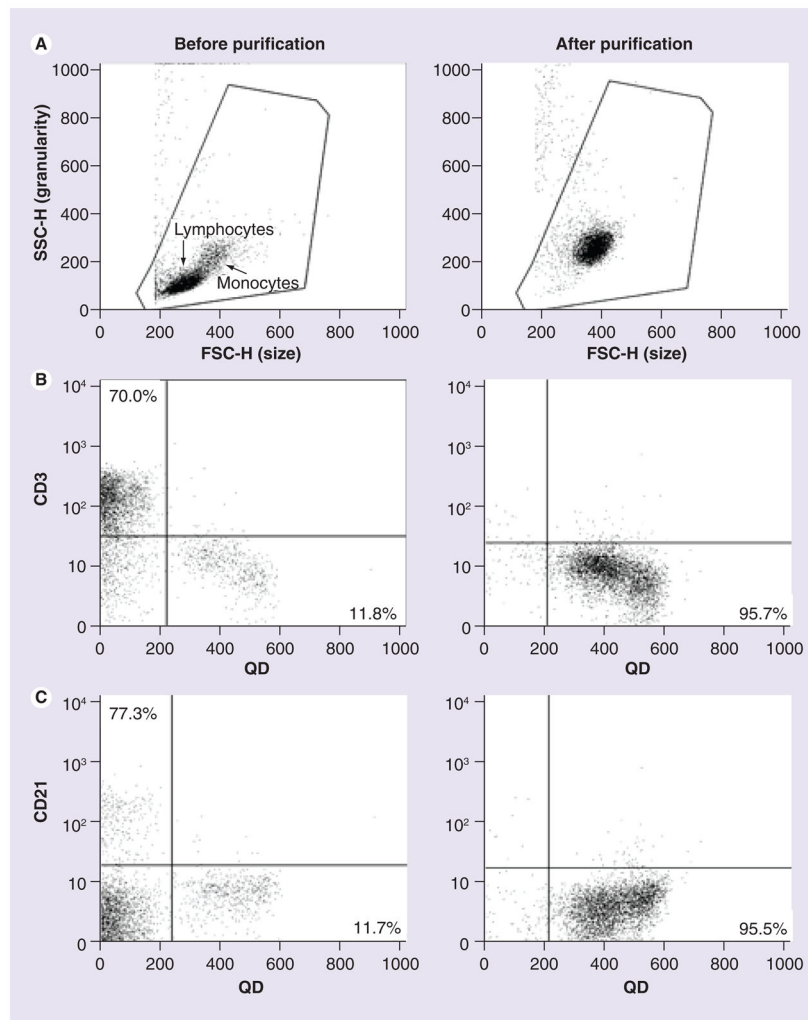 A
Before purification
After purification
SSC-H (granularity)
1000
800
600
400
200
0
Lymphocytes
Monocytes
0 200 400 600 800 1000
FSC-H (size)
1000
800
600
400
200
0
0 200 400 600 800 1000
FSC-H (size)
B
CD3
10⁴
10³
10²
10
0
70.0%
11.8%
0 200 400 600 800 1000
QD
10⁴
10³
10²
10
0
95.7%
0 200 400 600 800 1000
QD
C
CD21
10⁴
10³
10²
10
0
77.3%
11.7%
0 200 400 600 800 1000
QD
10⁴
10³
10²
10
0
95.5%
0 200 400 600 800 1000
QD